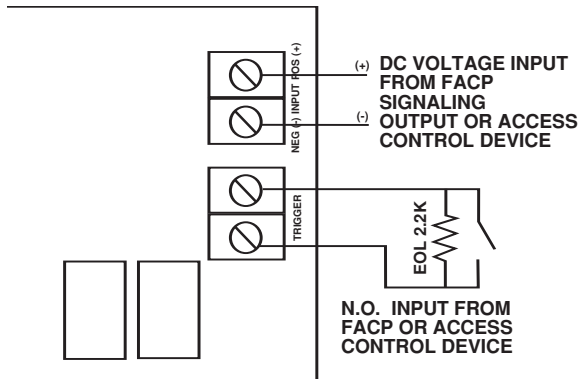 (+) DC VOLTAGE INPUT
FROM FACP
SIGNALING
(-) OUTPUT OR ACCESS
CONTROL DEVICE
NEG (-) INPUT POS (+)
TRIGGER
EOL 2.2K
N.O. INPUT FROM
FACP OR ACCESS
CONTROL DEVICE